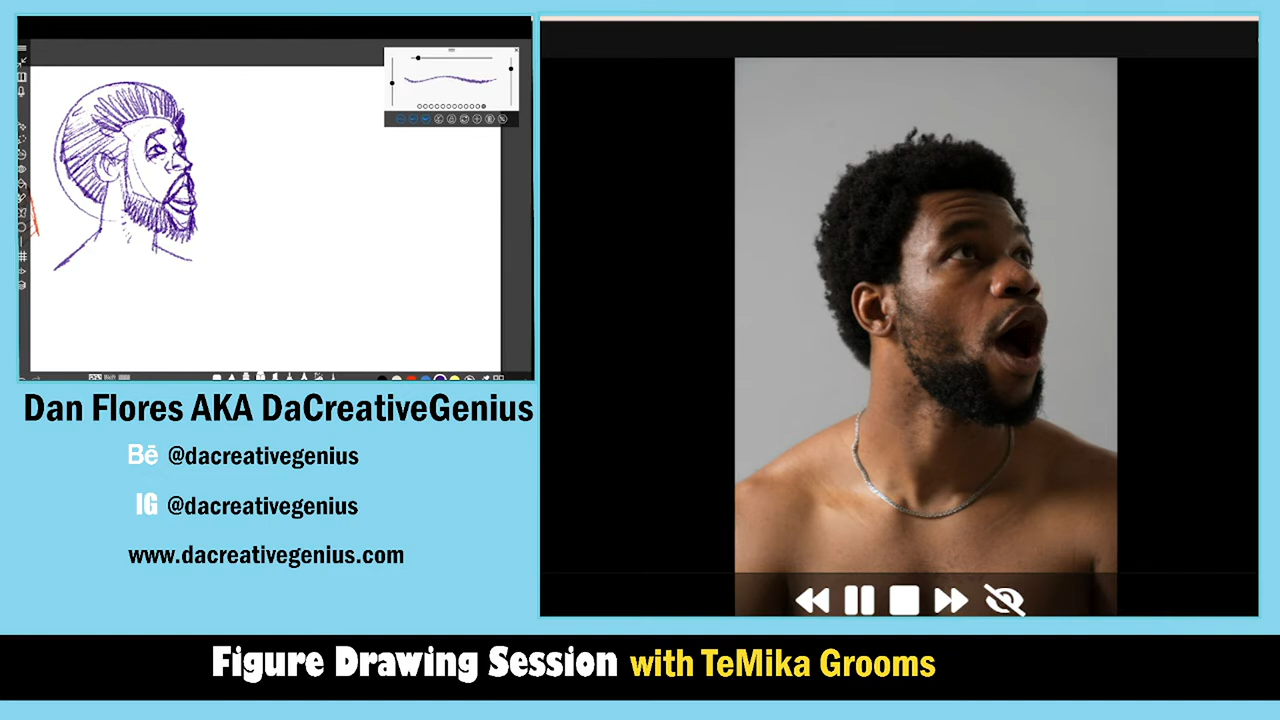 Dan Flores AKA DaCreativeGenius
Bē @dacreativegenius
IG @dacreativegenius
www.dacreativegenius.com
Figure Drawing Session with TeMika Grooms